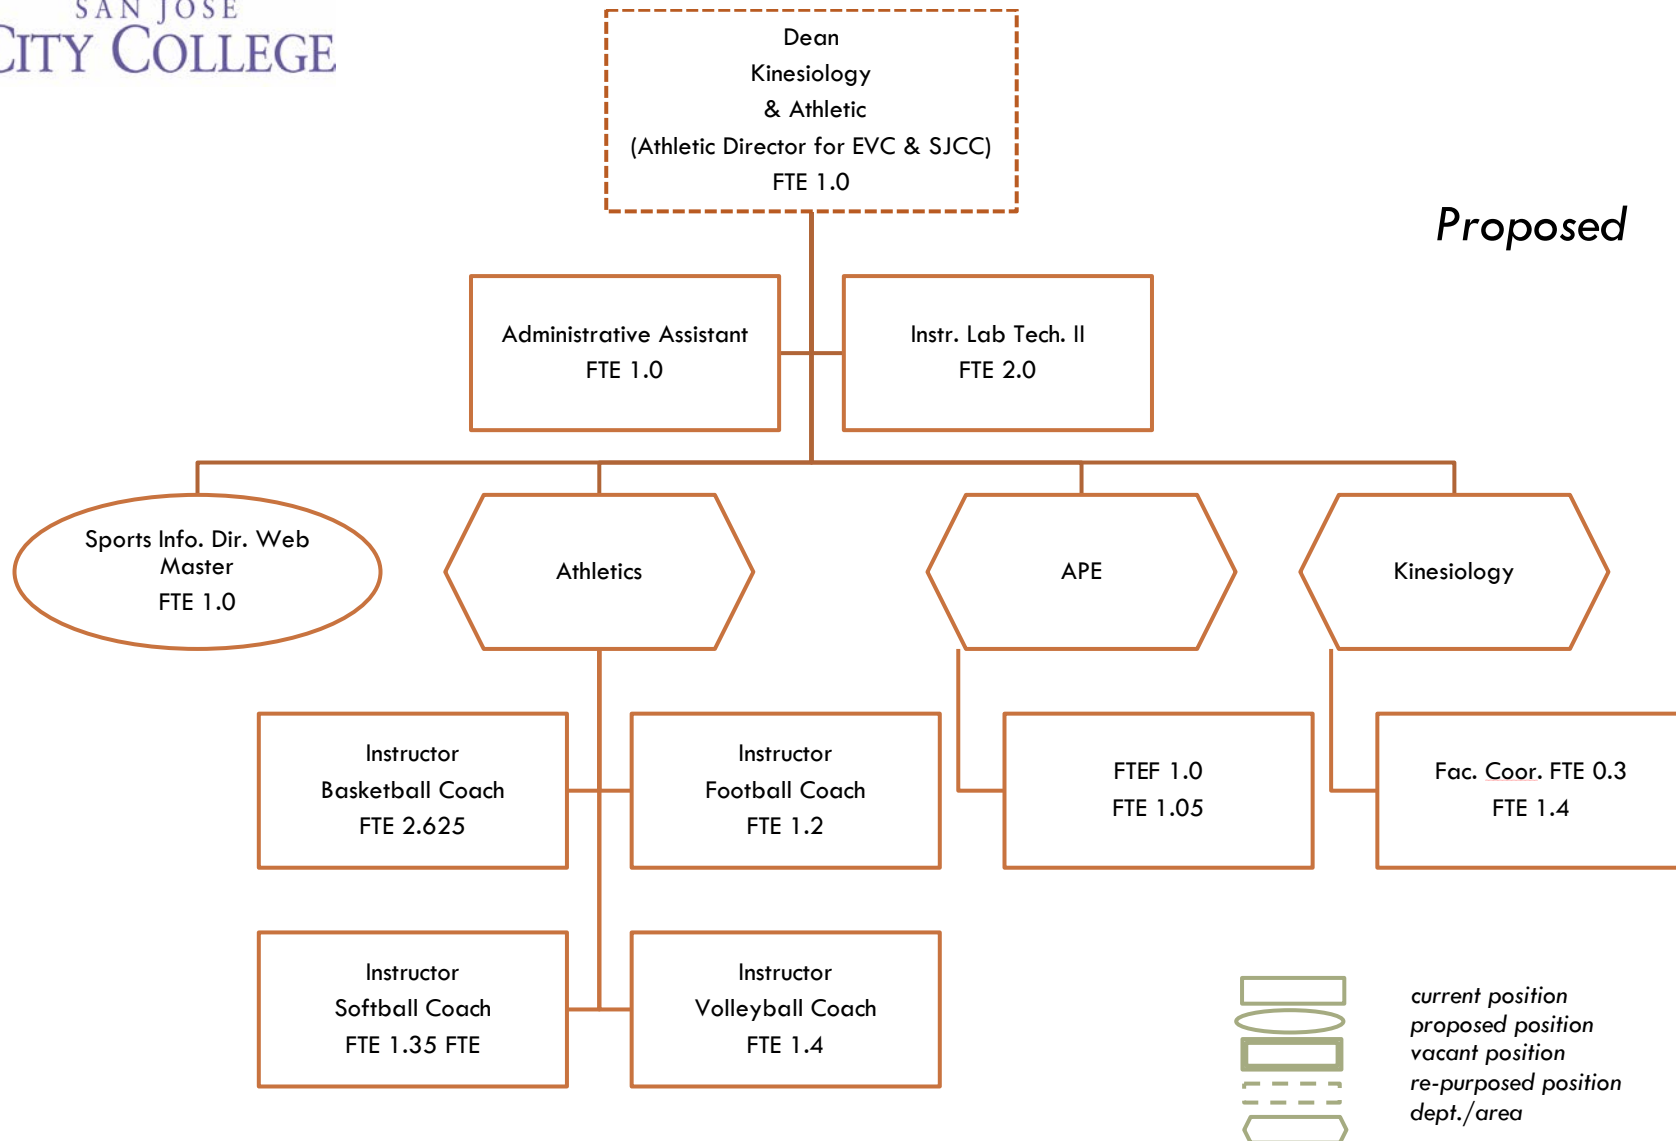 SAN JOSE
CITY COLLEGE
Dean
Kinesiology
& Athletic
(Athletic Director for EVC & SJCC)
FTE 1.0
Proposed
Administrative Assistant
FTE 1.0
Instr. Lab Tech. II
FTE 2.0
Sports Info. Dir. Web
Master
FTE 1.0
Athletics
APE
Kinesiology
Instructor
Basketball Coach
FTE 2.625
Instructor
Football Coach
FTE 1.2
FTEF 1.0
FTE 1.05
Fac. Coor. FTE 0.3
FTE 1.4
Instructor
Softball Coach
FTE 1.35 FTE
Instructor
Volleyball Coach
FTE 1.4
current position
proposed position
vacant position
re-purposed position
dept./area